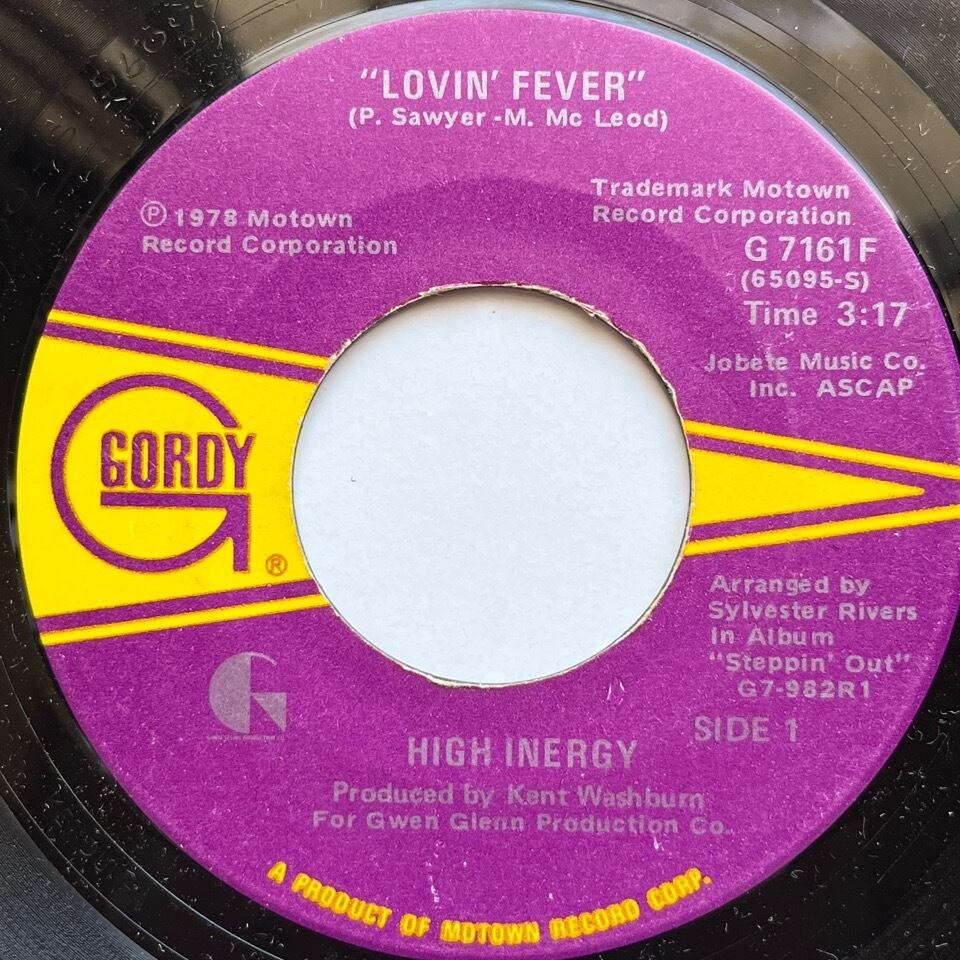 "LOVIN' FEVER"
(P. Sawyer -M. Mc Leod)
℗ 1978 Motown
Record Corporation
Trademark Motown
Record Corporation
G 7161F
(65095-S)
Time 3:17
Jobete Music Co.
Inc. ASCAP
GORDY
®
Arranged by
Sylvester Rivers
In Album
"Steppin' Out"
G7-982R1
SIDE 1
HIGH INERGY
Produced by Kent Washburn
For Gwen Glenn Production Co.
A PRODUCT OF MOTOWN RECORD CORP.